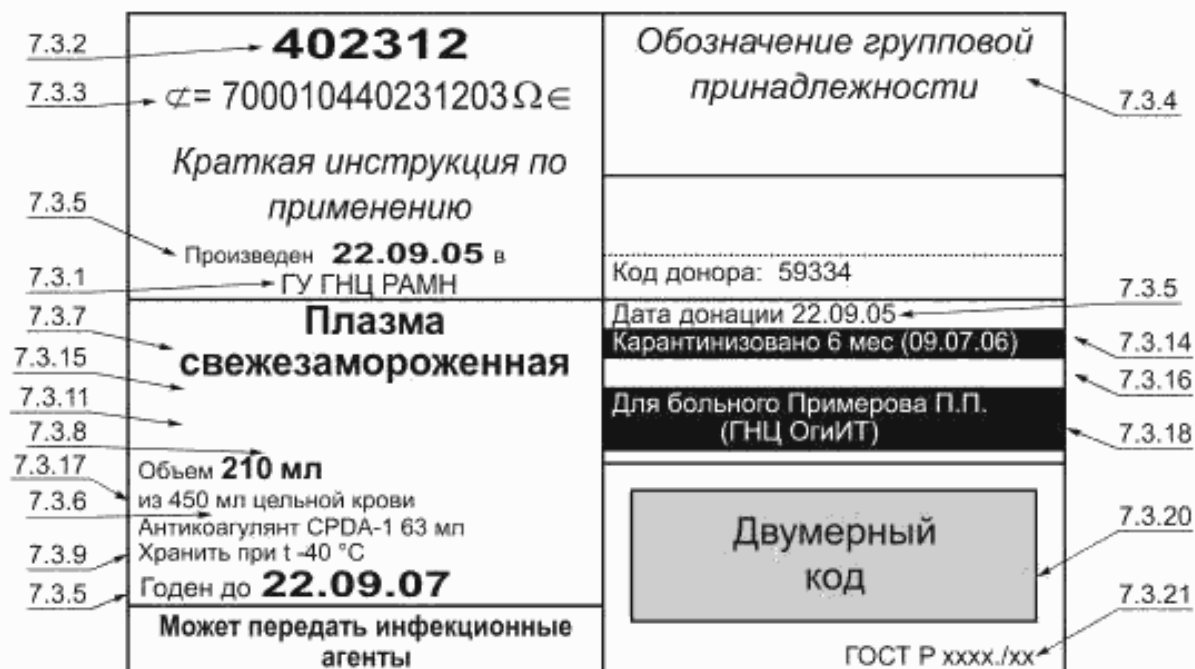 7.3.2
402312
7.3.3
⊄= 700010440231203Ω∈
Краткая инструкция по
применению
7.3.5
Произведен 22.09.05 в
7.3.1
ГУ ГНЦ РАМН
7.3.7
Плазма
свежезамороженная
7.3.15
7.3.11
7.3.8
Объем 210 мл
7.3.17
из 450 мл цельной крови
7.3.6
Антикоагулянт CPDA-1 63 мл
7.3.9
Хранить при t -40 °C
7.3.5
Годен до 22.09.07
Может передать инфекционные
агенты
Обозначение групповой
принадлежности
7.3.4
Код донора: 59334
7.3.5
Дата донации 22.09.05
Карантинизовано 6 мес (09.07.06)
7.3.14
7.3.16
Для больного Примерова П.П.
(ГНЦ ОгиИТ)
7.3.18
Двумерный
код
7.3.20
7.3.21
ГОСТ Р хххх./хх